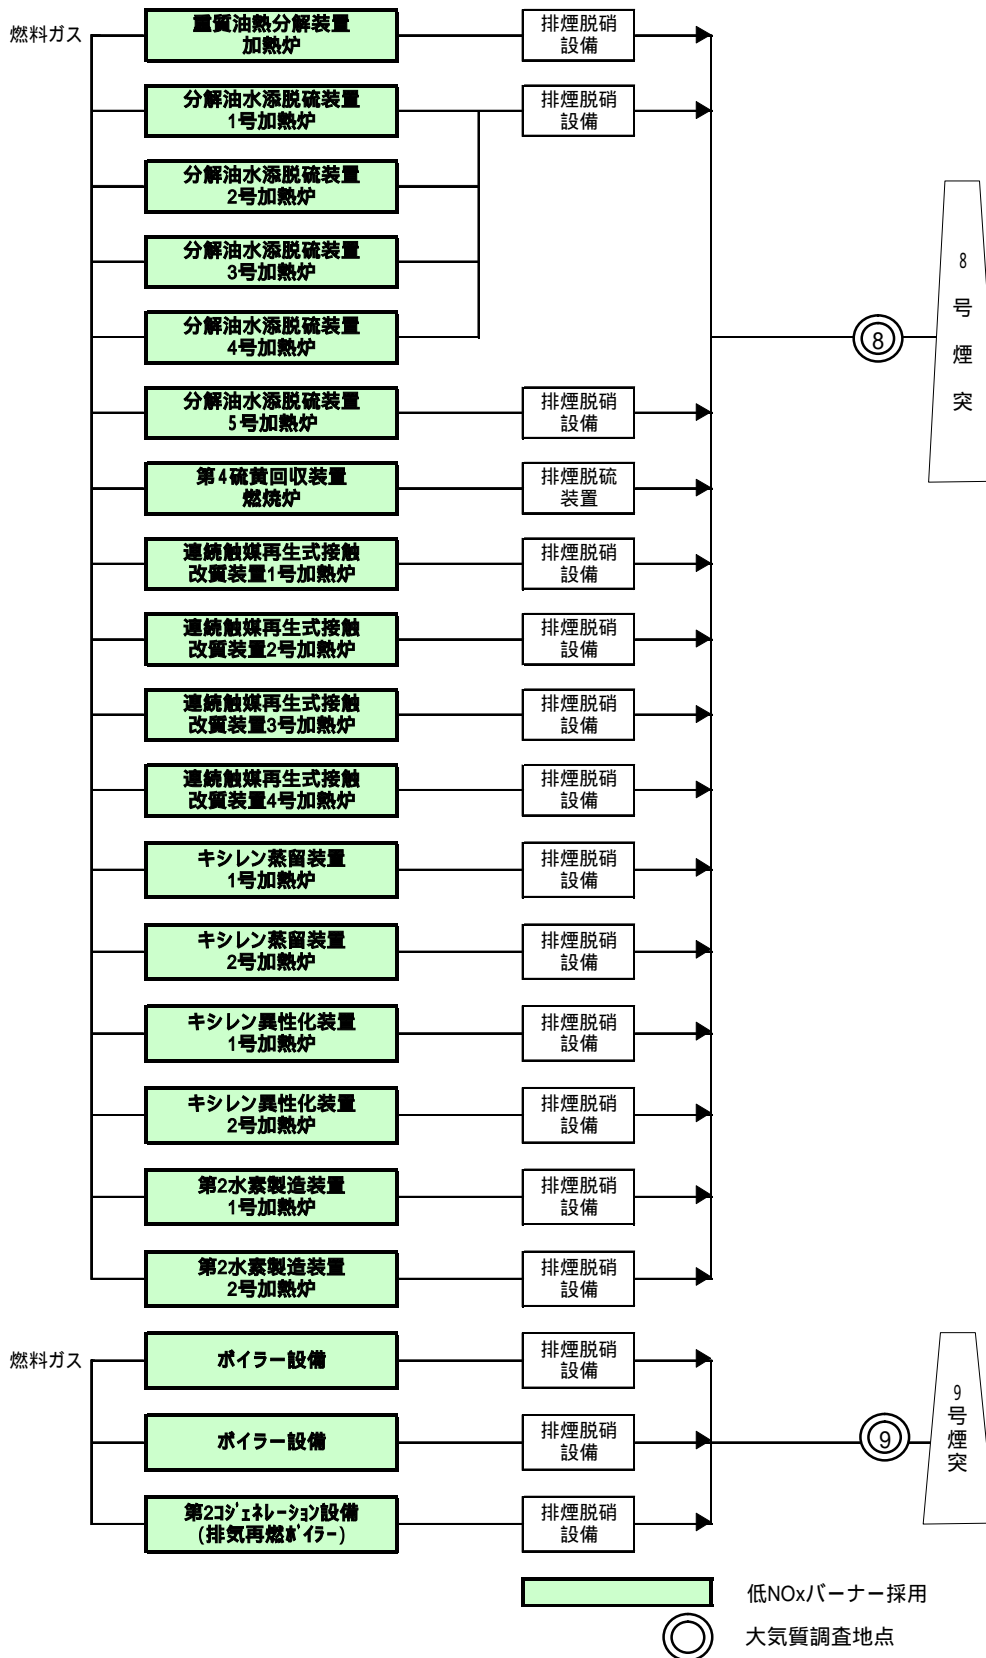 燃料ガス
重質油熱分解装置
加熱炉
排煙脱硝
設備
分解油水添脱硫装置
1号加熱炉
排煙脱硝
設備
分解油水添脱硫装置
2号加熱炉
分解油水添脱硫装置
3号加熱炉
分解油水添脱硫装置
4号加熱炉
分解油水添脱硫装置
5号加熱炉
排煙脱硝
設備
第4硫黄回収装置
燃焼炉
排煙脱硫
装置
連続触媒再生式接触
改質装置1号加熱炉
排煙脱硝
設備
連続触媒再生式接触
改質装置2号加熱炉
排煙脱硝
設備
連続触媒再生式接触
改質装置3号加熱炉
排煙脱硝
設備
連続触媒再生式接触
改質装置4号加熱炉
排煙脱硝
設備
キシレン蒸留装置
1号加熱炉
排煙脱硝
設備
キシレン蒸留装置
2号加熱炉
排煙脱硝
設備
キシレン異性化装置
1号加熱炉
排煙脱硝
設備
キシレン異性化装置
2号加熱炉
排煙脱硝
設備
第2水素製造装置
1号加熱炉
排煙脱硝
設備
第2水素製造装置
2号加熱炉
排煙脱硝
設備
8
8号煙突
燃料ガス
ボイラー設備
排煙脱硝
設備
ボイラー設備
排煙脱硝
設備
第2ｺｼﾞｪﾈﾚｰｼｮﾝ設備
(排気再燃ﾎﾞｲﾗｰ)
排煙脱硝
設備
9
9号煙突
低NOxバーナー採用
大気質調査地点